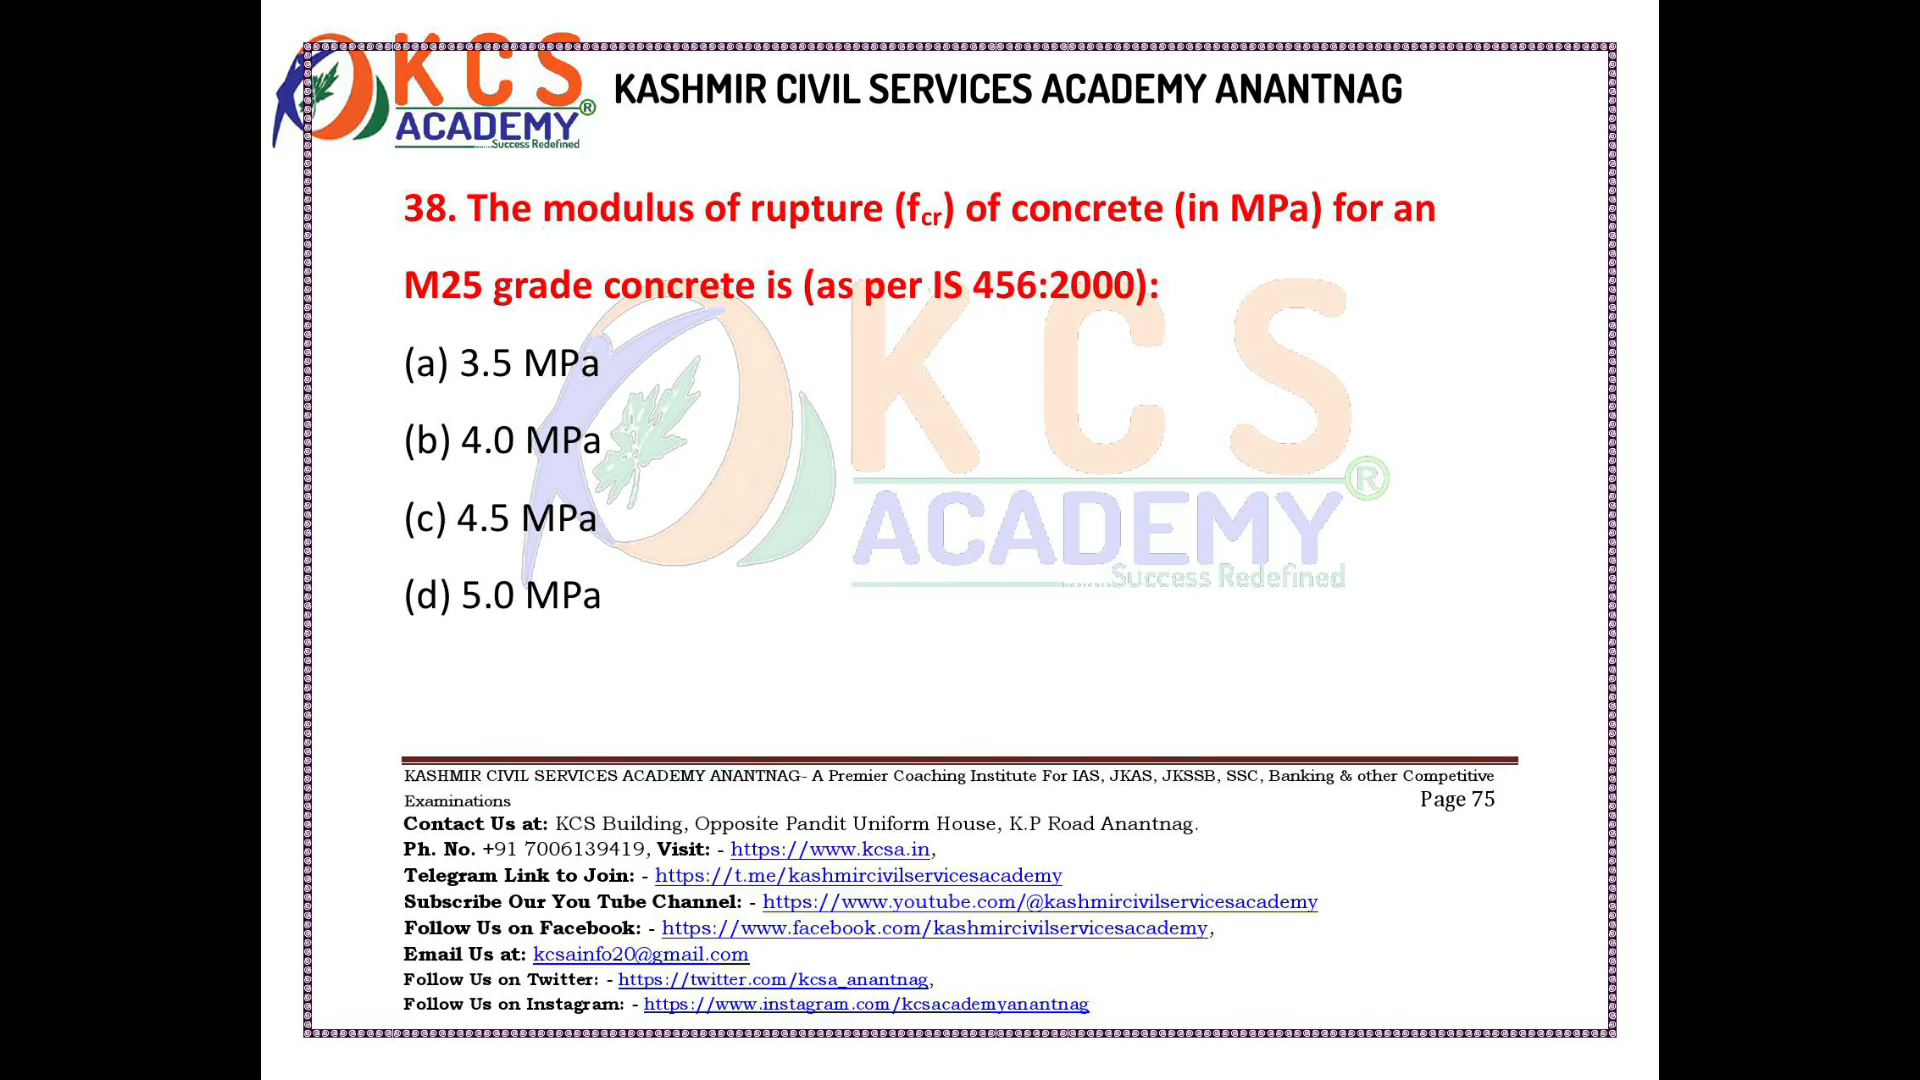 KCS
ACADEMY®
......Success Redefined
KASHMIR CIVIL SERVICES ACADEMY ANANTNAG
38. The modulus of rupture (fcr) of concrete (in MPa) for an
M25 grade concrete is (as per IS 456:2000):
(a) 3.5 MPa
(b) 4.0 MPa
(c) 4.5 MPa
(d) 5.0 MPa
KCS
ACADEMY®
.......Success Redefined
KASHMIR CIVIL SERVICES ACADEMY ANANTNAG- A Premier Coaching Institute For IAS, JKAS, JKSSB, SSC, Banking & other Competitive
Examinations Page 75
Contact Us at: KCS Building, Opposite Pandit Uniform House, K.P Road Anantnag.
Ph. No. +91 7006139419, Visit: - https://www.kcsa.in,
Telegram Link to Join: - https://t.me/kashmircivilservicesacademy
Subscribe Our You Tube Channel: - https://www.youtube.com/@kashmircivilservicesacademy
Follow Us on Facebook: - https://www.facebook.com/kashmircivilservicesacademy,
Email Us at: kcsainfo20@gmail.com
Follow Us on Twitter: - https://twitter.com/kcsa_anantnag,
Follow Us on Instagram: - https://www.instagram.com/kcsacademyanantnag